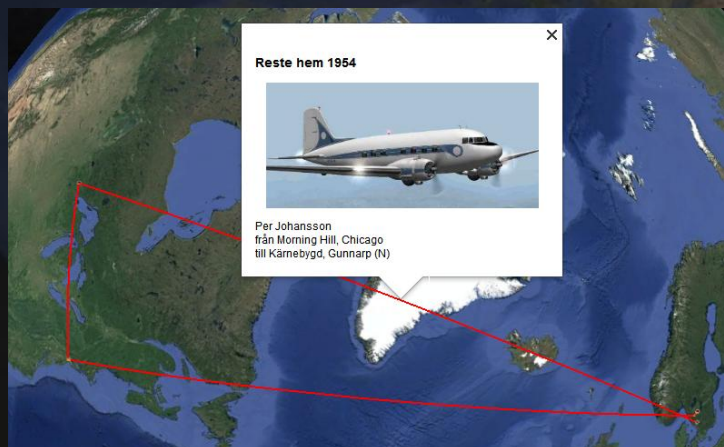 Reste hem 1954
Per Johansson
från Morning Hill, Chicago
till Kärnebygd, Gunnarp (N)